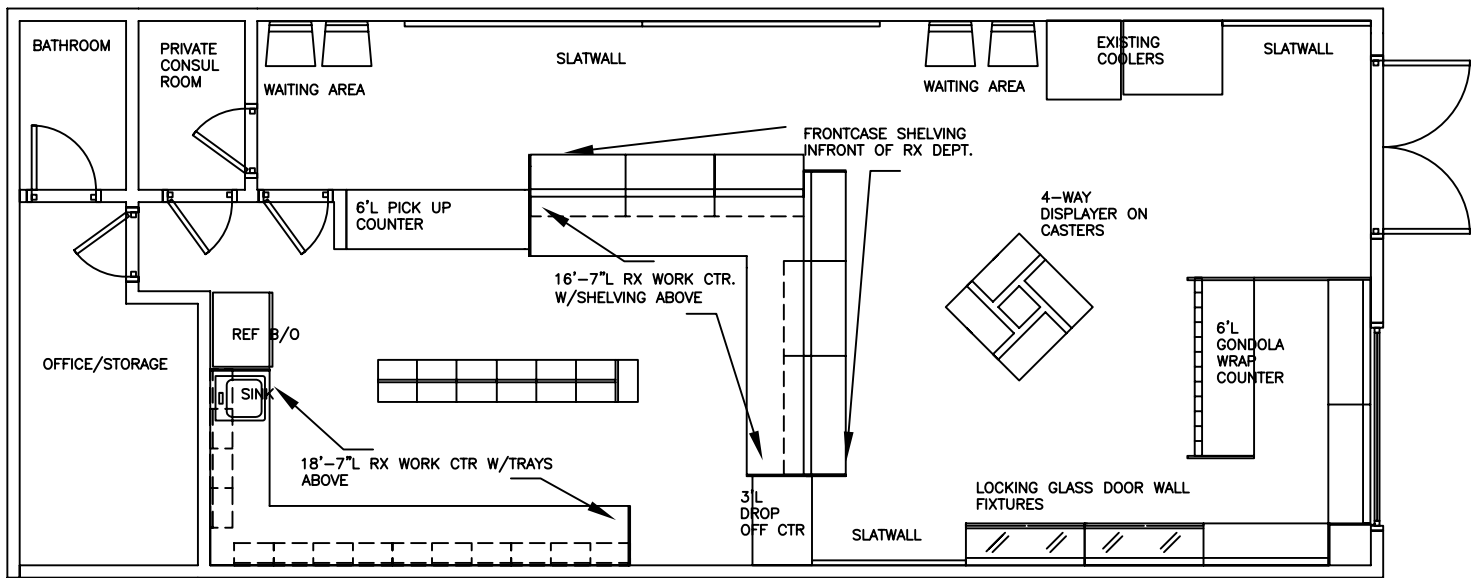 BATHROOM
PRIVATE
CONSUL
ROOM
WAITING AREA
SLATWALL
WAITING AREA
EXISTING
COOLERS
SLATWALL
FRONTCASE SHELVING
INFRONT OF RX DEPT.
6'L PICK UP
COUNTER
4-WAY
DISPLAYER ON
CASTERS
16'-7"L RX WORK CTR.
W/SHELVING ABOVE
REF B/O
OFFICE/STORAGE
SINK
6'L
GONDOLA
WRAP
COUNTER
18'-7"L RX WORK CTR W/TRAYS
ABOVE
3'L
DROP
OFF CTR
SLATWALL
LOCKING GLASS DOOR WALL
FIXTURES